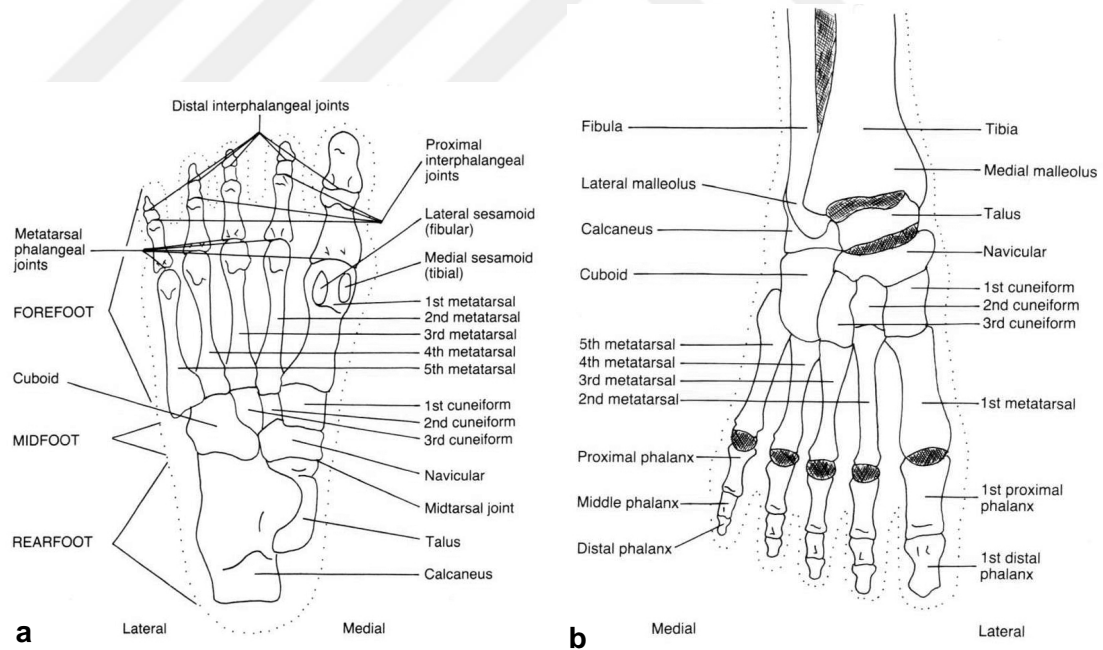 Distal interphalangeal joints
Proximal
interphalangeal
joints
Lateral sesamoid
(fibular)
Medial sesamoid
(tibial)
Metatarsal
phalangeal
joints
FOREFOOT
1st metatarsal
2nd metatarsal
3rd metatarsal
4th metatarsal
5th metatarsal
Cuboid
MIDFOOT
1st cuneiform
2nd cuneiform
3rd cuneiform
Navicular
Midtarsal joint
REARFOOT
Talus
Calcaneus
a
Lateral
Medial
Fibula
Tibia
Lateral malleolus
Medial malleolus
Calcaneus
Talus
Navicular
Cuboid
1st cuneiform
2nd cuneiform
3rd cuneiform
5th metatarsal
4th metatarsal
3rd metatarsal
2nd metatarsal
1st metatarsal
Proximal phalanx
Middle phalanx
Distal phalanx
1st proximal
phalanx
1st distal
phalanx
b
Medial
Lateral